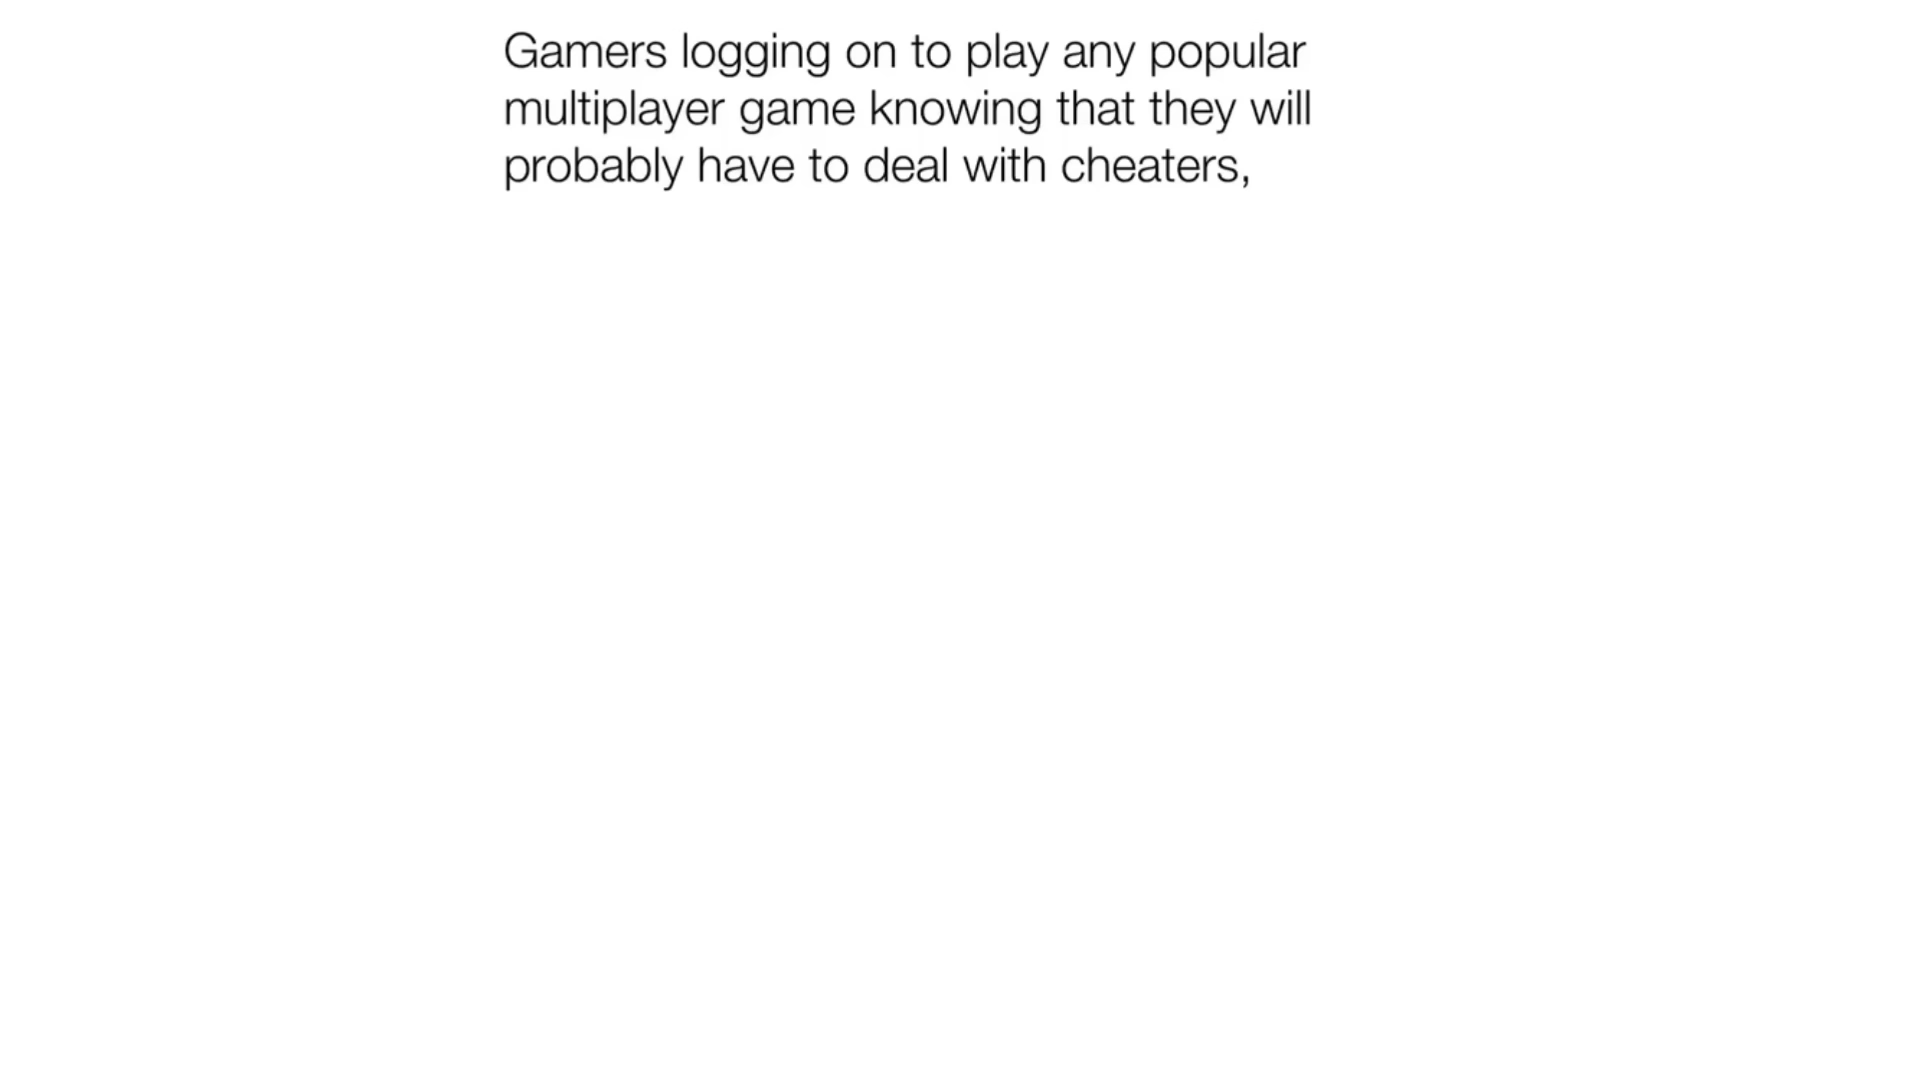 Gamers logging on to play any popular
multiplayer game knowing that they will
probably have to deal with cheaters,